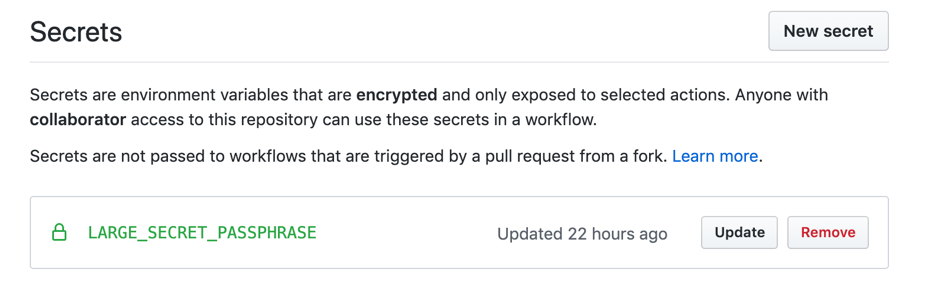 Secrets
New secret
Secrets are environment variables that are encrypted and only exposed to selected actions. Anyone with
collaborator access to this repository can use these secrets in a workflow.
Secrets are not passed to workflows that are triggered by a pull request from a fork. Learn more.
LARGE_SECRET_PASSPHRASE
Updated 22 hours ago
Update
Remove